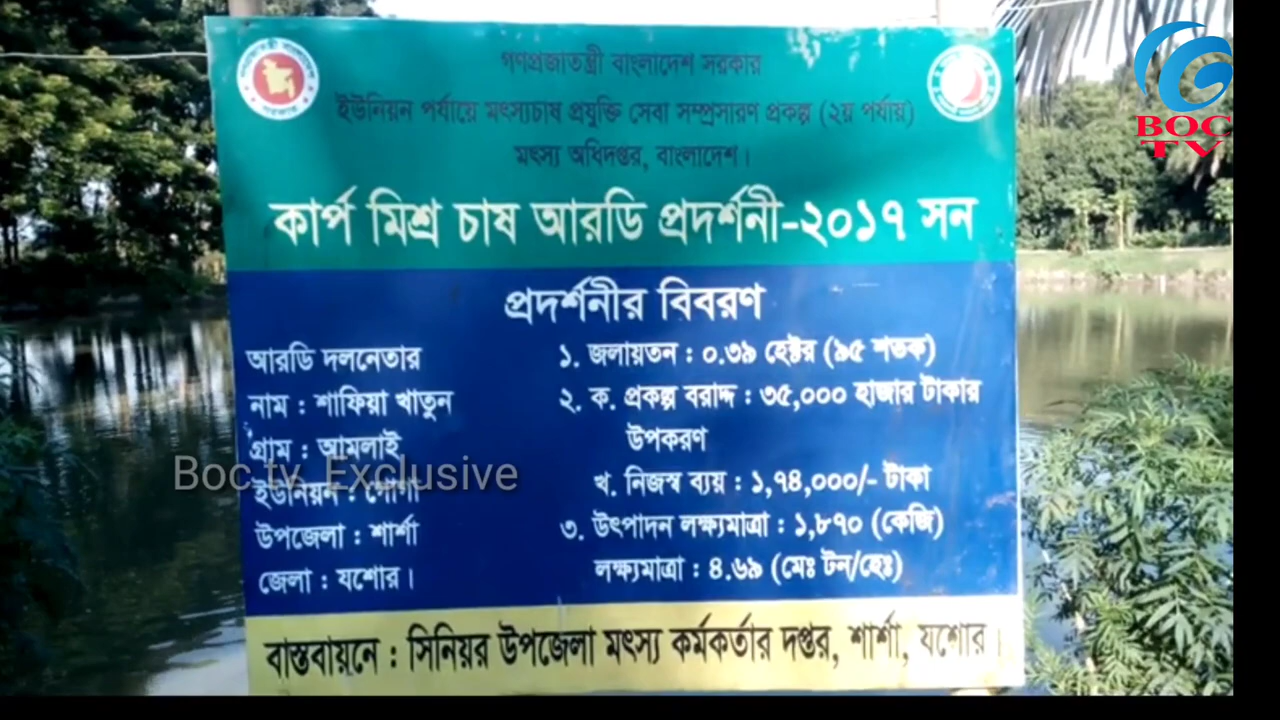 গণপ্রজাতন্ত্রী বাংলাদেশ সরকার
ইউনিয়ন পর্যায়ে মৎস্যচাষ প্রযুক্তি সেবা সম্প্রসারণ প্রকল্প (২য় পর্যায়)
মৎস্য অধিদপ্তর, বাংলাদেশ।
কার্প মিশ্র চাষ আরডি প্রদর্শনী-২০১৭ সন
প্রদর্শনীর বিবরণ
আরডি দলনেতার
নাম : শাফিয়া খাতুন
গ্রাম : আমলাই
ইউনিয়ন : গোগা
উপজেলা : শার্শা
জেলা : যশোর।
১. জলায়তন : ০.৩৯ হেক্টর (৯৫ শতক)
২. ক. প্রকল্প বরাদ্দ : ৩৫,০০০ হাজার টাকার
উপকরণ
খ. নিজস্ব ব্যয় : ১,৭৪,০০০/- টাকা
৩. উৎপাদন লক্ষ্যমাত্রা : ১,৮৭০ (কেজি)
লক্ষ্যমাত্রা : ৪.৬৯ (মেঃ টন/হেঃ)
বাস্তবায়নে : সিনিয়র উপজেলা মৎস্য কর্মকর্তার দপ্তর, শার্শা, যশোর।
Boc.tv Exclusive
BOC
TV